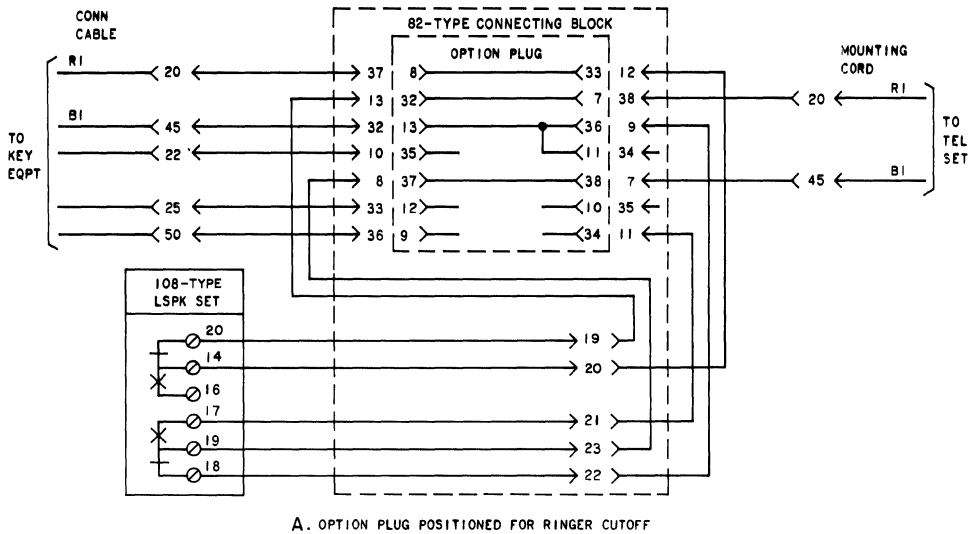 CONN
CABLE
82-TYPE CONNECTING BLOCK
OPTION PLUG
MOUNTING
CORD
R1 20 37 8 33 12
13 32 7 38 20 R1
B1 45 32 13 36 9
22 10 35 11 34
8 37 38 7 45 B1
25 33 12 10 35
50 36 9 34 11
TO
KEY
EQPT
TO
TEL
SET
108-TYPE
LSPK SET
20 19
14 20
16
17 21
19 23
18 22
A. OPTION PLUG POSITIONED FOR RINGER CUTOFF